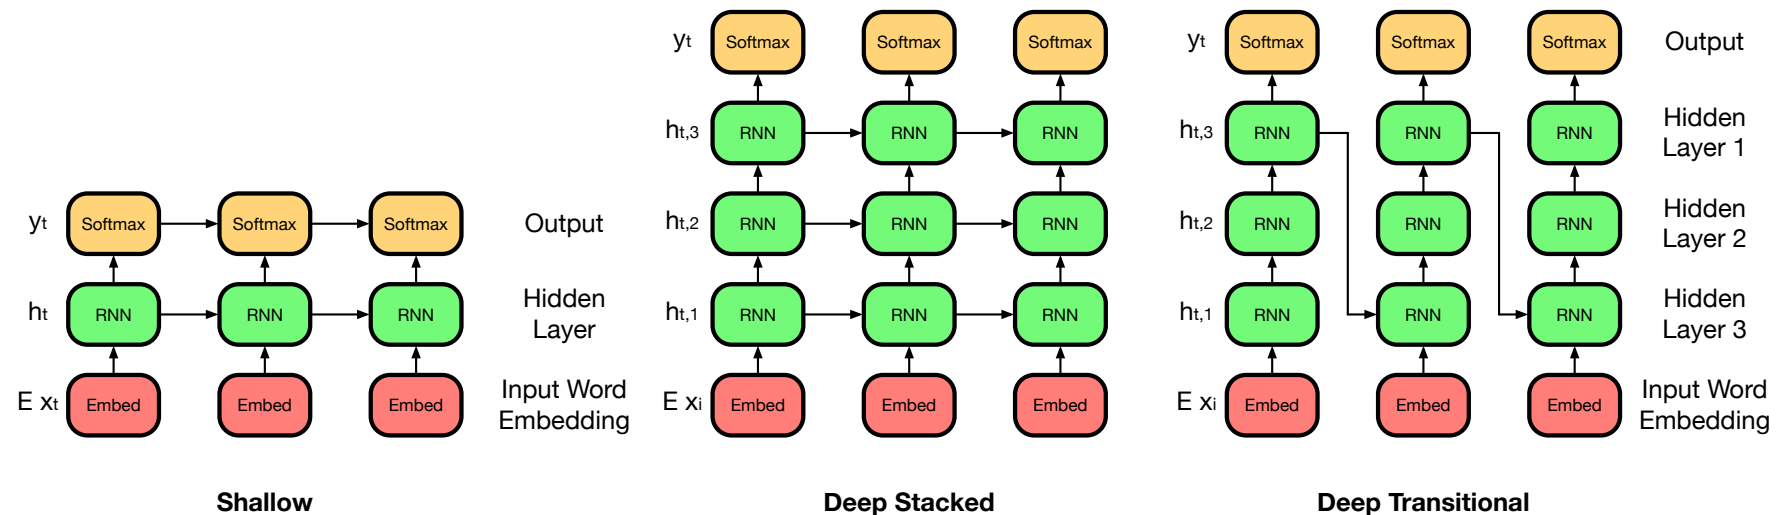 yt Softmax Softmax Softmax Output
ht RNN RNN RNN Hidden
Layer
E xt Embed Embed Embed Input Word
Embedding
Shallow
yt Softmax Softmax Softmax
ht,3 RNN RNN RNN
ht,2 RNN RNN RNN
ht,1 RNN RNN RNN
E xi Embed Embed Embed
Deep Stacked
yt Softmax Softmax Softmax Output
ht,3 RNN RNN RNN Hidden
Layer 1
ht,2 RNN RNN RNN Hidden
Layer 2
ht,1 RNN RNN RNN Hidden
Layer 3
E xi Embed Embed Embed Input Word
Embedding
Deep Transitional